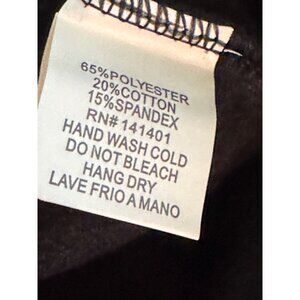 65%POLYESTER
20%COTTON
15%SPANDEX
RN# 141401
HAND WASH COLD
DO NOT BLEACH
HANG DRY
LAVE FRIO A MANO